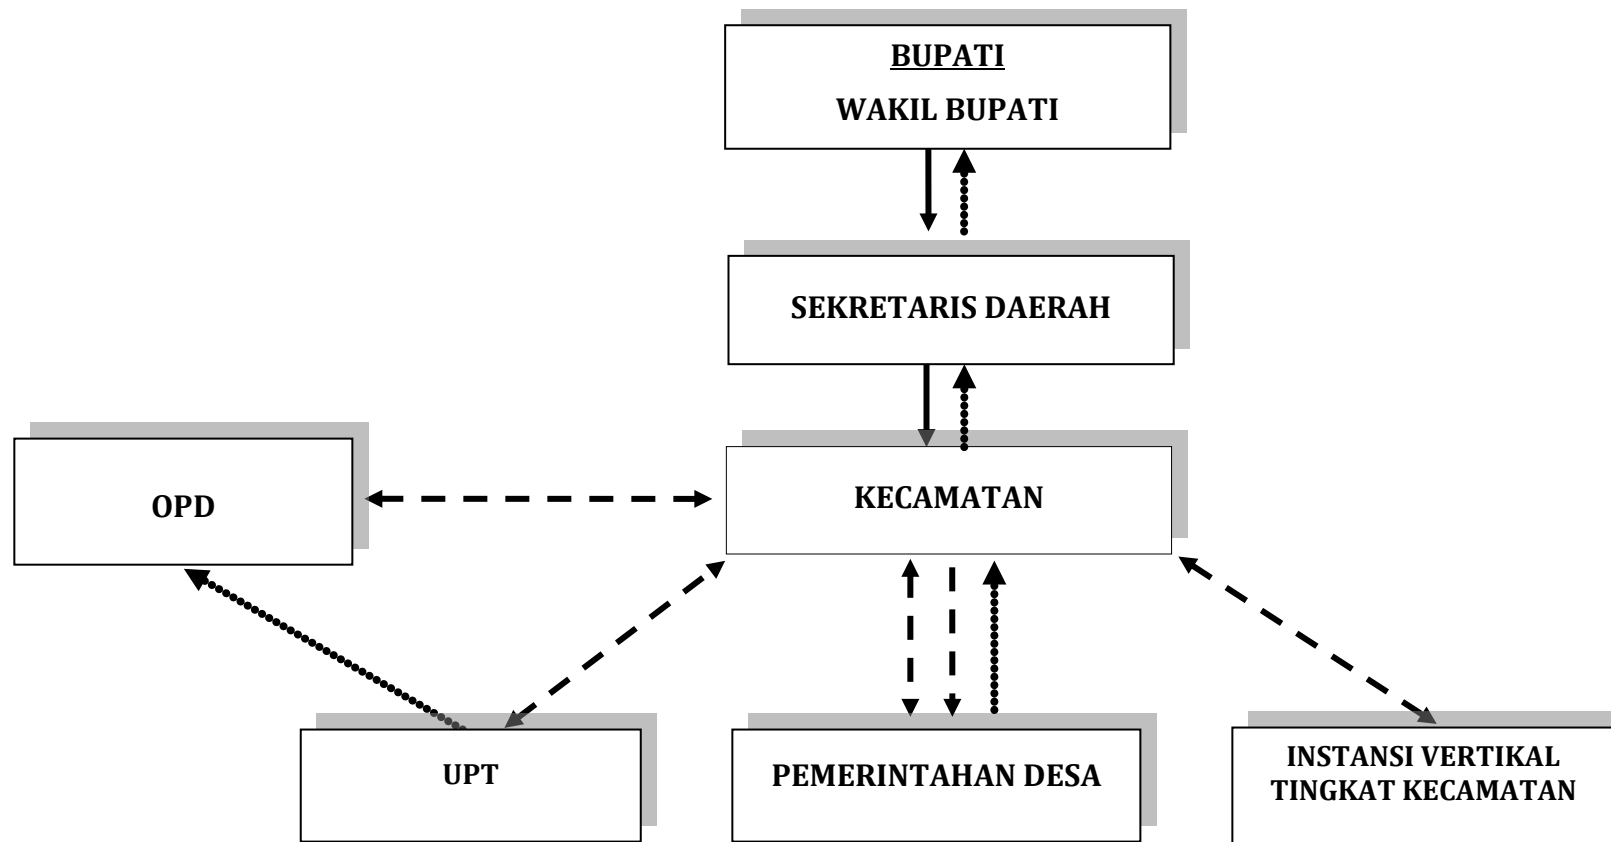 BUPATI
WAKIL BUPATI
SEKRETARIS DAERAH
OPD
KECAMATAN
UPT
PEMERINTAHAN DESA
INSTANSI VERTIKAL
TINGKAT KECAMATAN